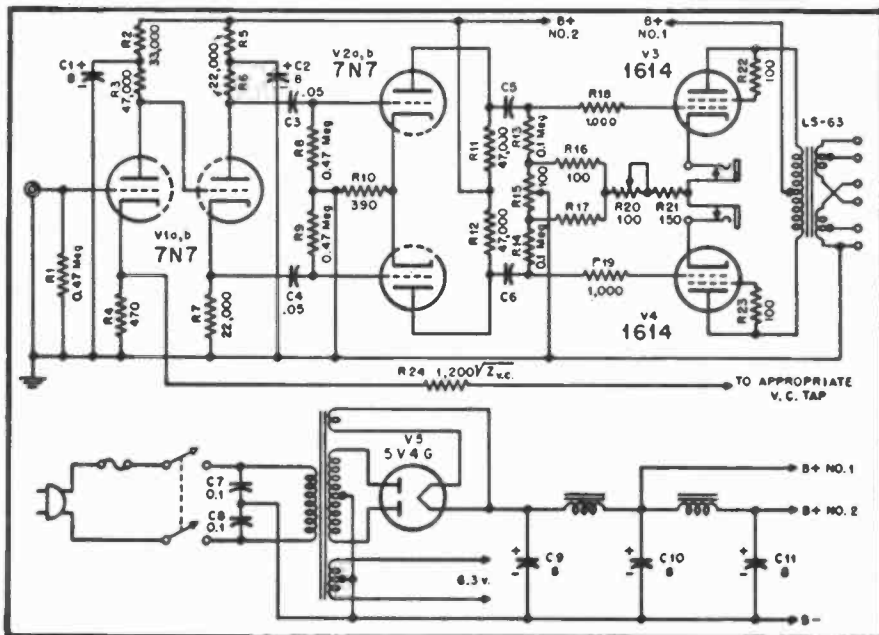 C1
8
R2
33,000
R3
47,000
R5
22,000
R6
C2
8
.05
C3
V2a,b
7N7
R8
0.47 Meg
R9
0.47 Meg
R10
390
V1a,b
7N7
R1
0.47 Meg
R4
470
R7
22,000
C4
.05
B+
NO.2
B+
NO.1
C5
C6
R11
47,000
R12
47,000
R13
0.1 Meg
R15
100
R14
0.1 Meg
R18
1,000
R16
100
R17
R20
100
R21
150
R19
1,000
V3
1614
R22
100
V4
1614
R23
100
LS-63
R24 1,200√Zv.c.
TO APPROPRIATE
V.C. TAP
V5
5V4G
C7
0.1
C8
0.1
6.3 v.
C9
8
C10
8
C11
8
B+ NO.1
B+ NO.2
B-